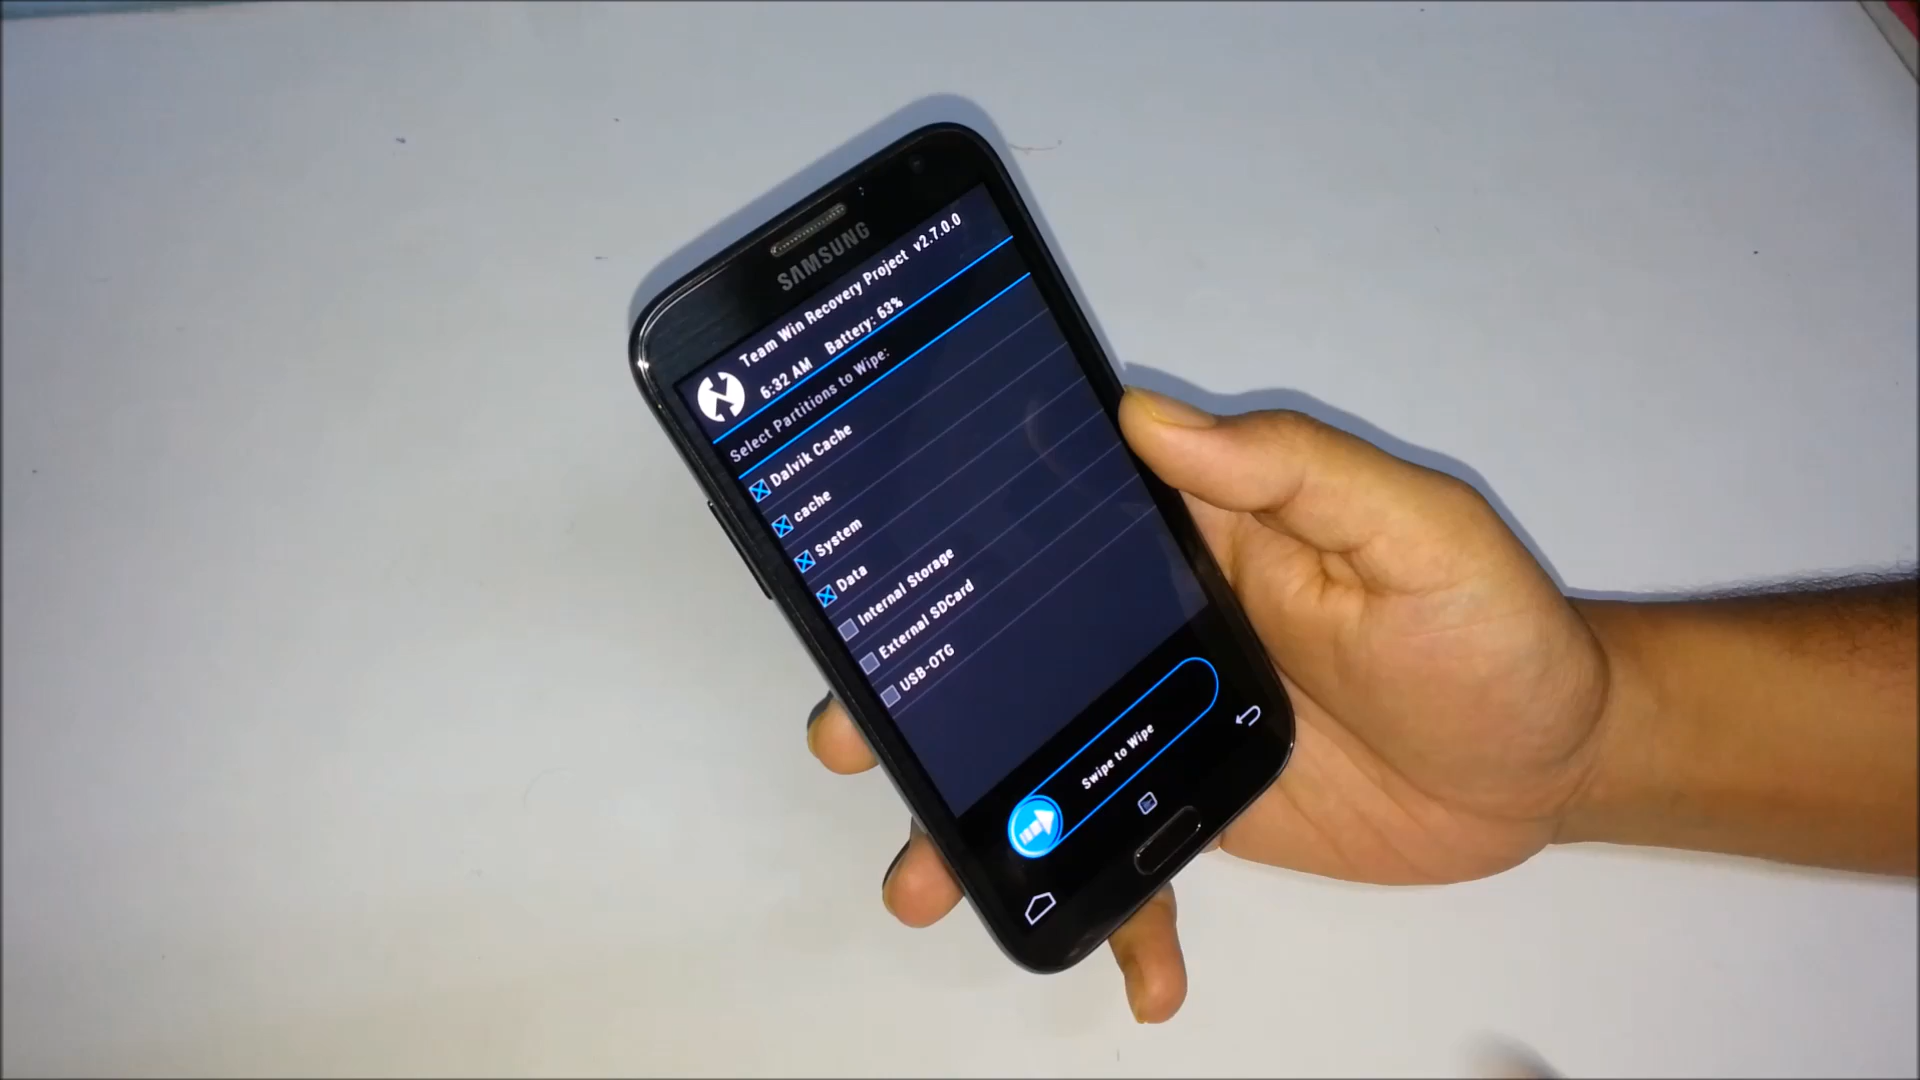 SAMSUNG
Team Win Recovery Project v2.7.0.0
6:32 AM Battery: 63%
Select Partitions to Wipe:
Dalvik Cache
cache
System
Data
Internal Storage
External SDCard
USB-OTG
Swipe to Wipe